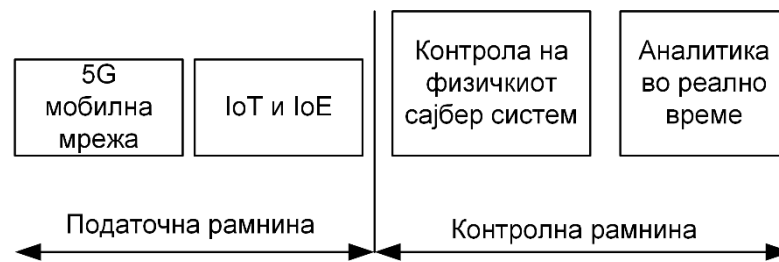 5G
мобилна
мрежа
IoT и IoE
Контрола на
физичкиот
сајбер систем
Аналитика
во реално
време
Податочна рамнина
Контролна рамнина